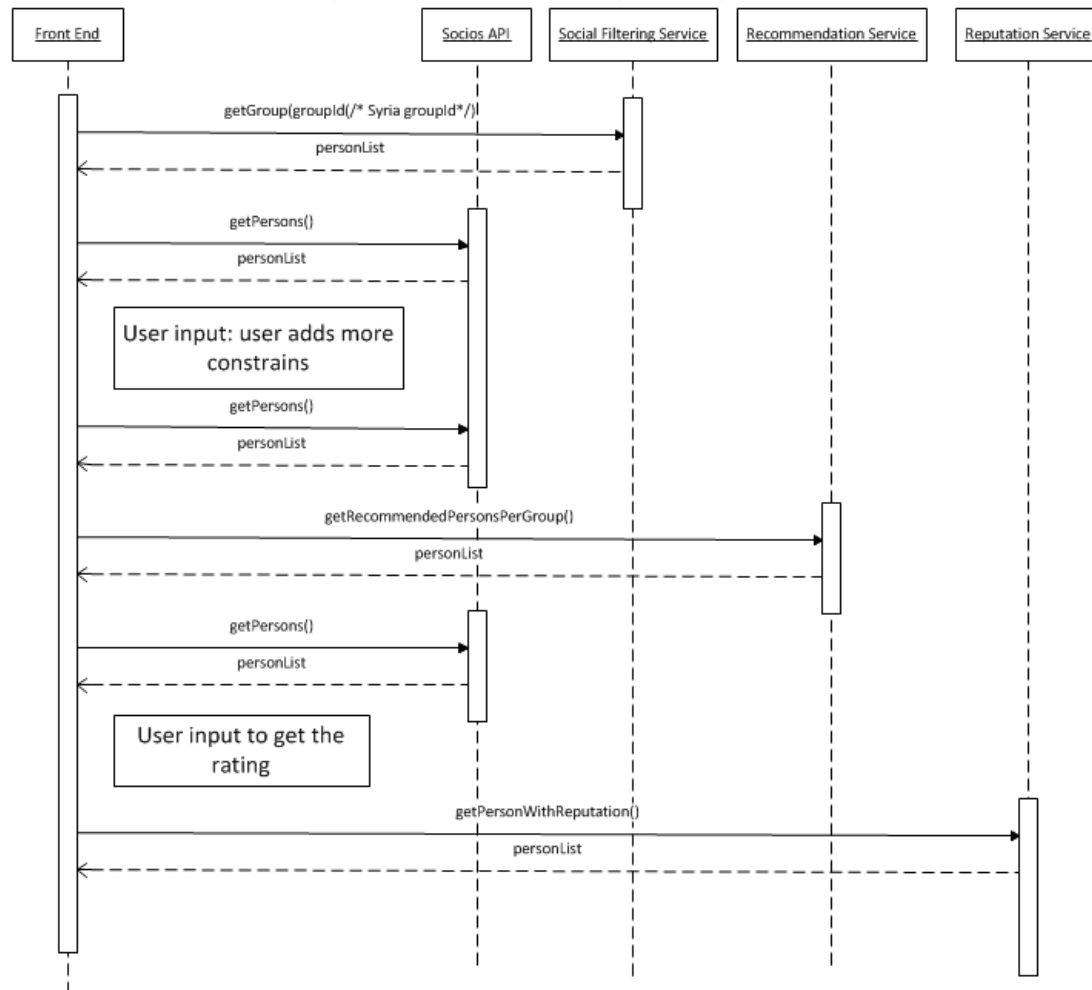 Front End
Socios API
Social Filtering Service
Recommendation Service
Reputation Service
getGroup(groupId(/* Syria groupId*/)
personList
getPersons()
personList
User input: user adds more
constrains
getPersons()
personList
getRecommendedPersonsPerGroup()
personList
getPersons()
personList
User input to get the
rating
getPersonWithReputation()
personList